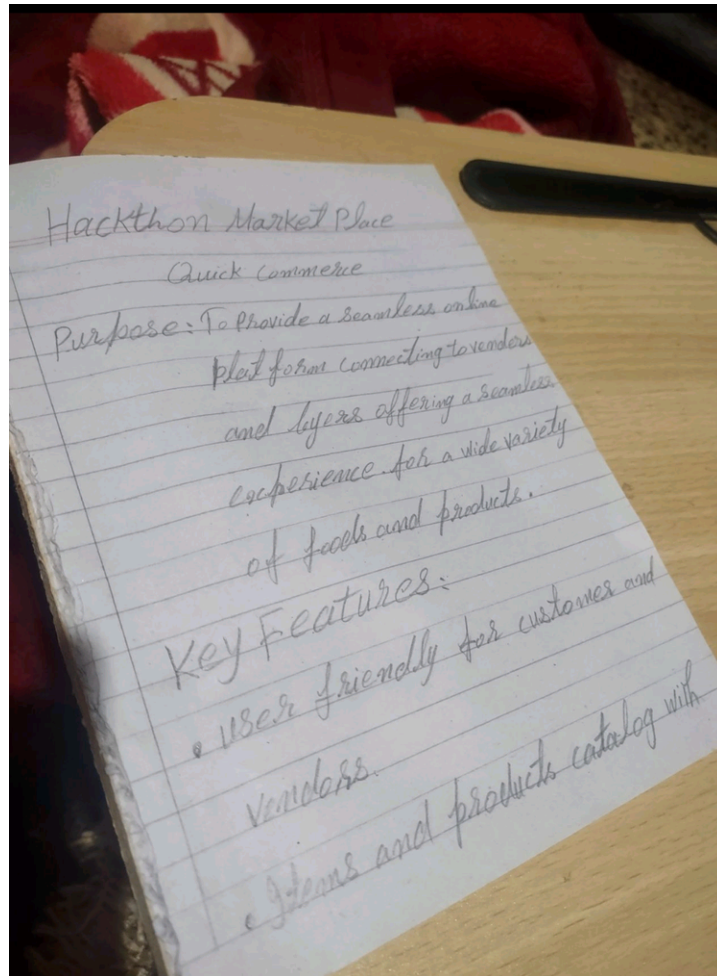 Hackthon Market Place
Quick Commerce
Purpose: To Provide a seamless online
plat form connecting to vendors
and byers offering a seamless
experience. for a wide variety
of foods and products.
Key Features:
• user friendly for customer and
vendors.
• Items and products catalog with